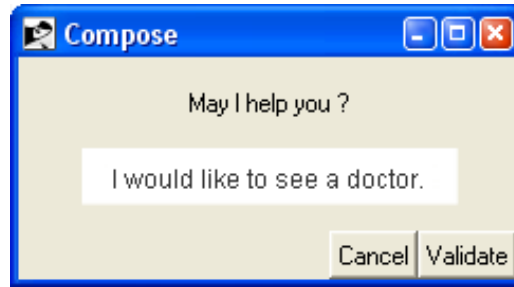 Compose
May I help you ?
I would like to see a doctor.
Cancel Validate